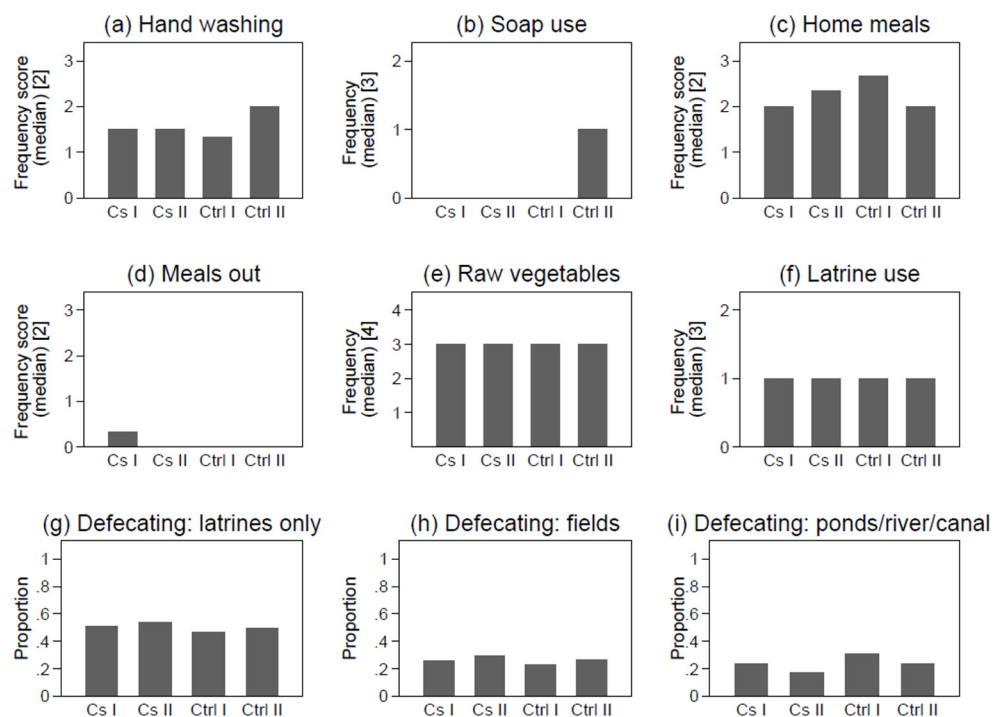 (a) Hand washing
(b) Soap use
(c) Home meals
Frequency score
(median) [2]
3
2
1
0
Cs I Cs II Ctrl I Ctrl II
Frequency
(median) [3]
2
1
0
Cs I Cs II Ctrl I Ctrl II
Frequency score
(median) [2]
3
2
1
0
Cs I Cs II Ctrl I Ctrl II
(d) Meals out
(e) Raw vegetables
(f) Latrine use
Frequency score
(median) [2]
3
2
1
0
Cs I Cs II Ctrl I Ctrl II
Frequency
(median) [4]
4
3
2
1
Cs I Cs II Ctrl I Ctrl II
Frequency
(median) [3]
2
1
0
Cs I Cs II Ctrl I Ctrl II
(g) Defecating: latrines only
(h) Defecating: fields
(i) Defecating: ponds/river/canal
Proportion
1
.8
.6
.4
.2
0
Cs I Cs II Ctrl I Ctrl II
Proportion
1
.8
.6
.4
.2
0
Cs I Cs II Ctrl I Ctrl II
Proportion
1
.8
.6
.4
.2
0
Cs I Cs II Ctrl I Ctrl II